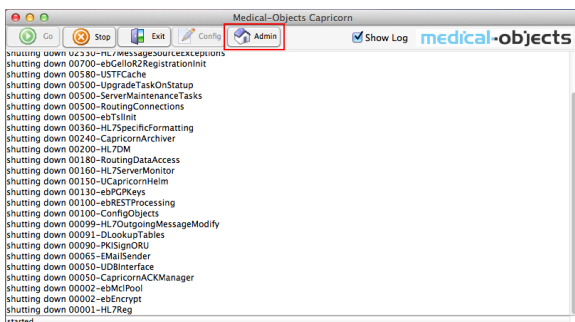 Medical-Objects Capricorn
Go Stop Exit Config Admin Show Log medical-objects
shutting down 02550-HL7MessageSourceExceptions
shutting down 00700-ebGelloR2RegistrationInit
shutting down 00580-USTFCache
shutting down 00500-UpgradeTaskOnStatup
shutting down 00500-ServerMaintenanceTasks
shutting down 00500-RoutingConnections
shutting down 00500-ebTslInit
shutting down 00360-HL7SpecificFormatting
shutting down 00240-CapricornArchiver
shutting down 00200-HL7DM
shutting down 00180-RoutingDataAccess
shutting down 00160-HL7ServerMonitor
shutting down 00150-UCapricornHelm
shutting down 00130-ebPGPKeys
shutting down 00100-ebRESTProcessing
shutting down 00100-ConfigObjects
shutting down 00099-HL7OutgoingMessageModify
shutting down 00091-DLookupTables
shutting down 00090-PKISignORU
shutting down 00065-EMailSender
shutting down 00050-UDBInterface
shutting down 00050-CapricornACKManager
shutting down 00002-ebMclPool
shutting down 00002-ebEncrypt
shutting down 00001-HL7Reg
started